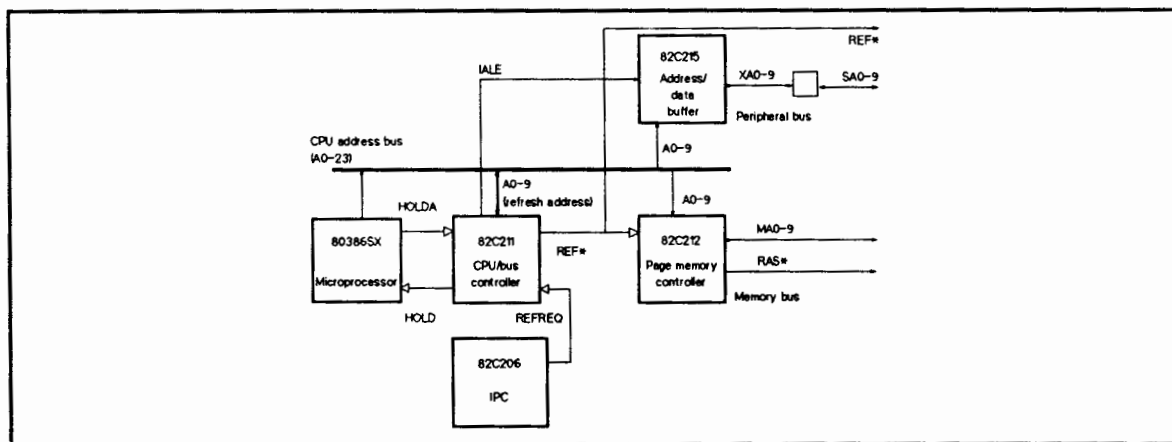 REF*
82C215
Address/
data
buffer
IALE
XA0-9
SA0-9
Peripheral bus
CPU address bus
(A0-23)
A0-9
A0-9
(refresh address)
A0-9
HOLDA
80386SX
Microprocessor
82C211
CPU/bus
controller
REF*
82C212
Page memory
controller
MA0-9
RAS*
Memory bus
HOLD
REFREQ
82C206
IPC